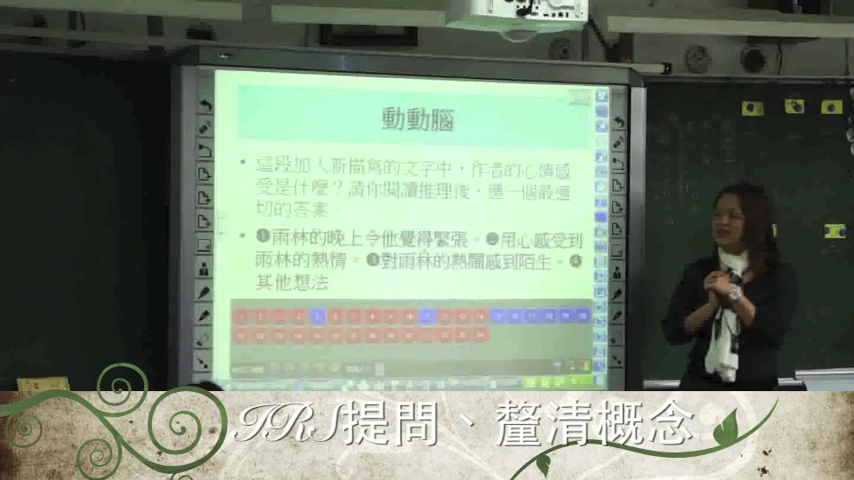 動動腦
• 這段加入新描寫的文字中，作者的心情感
受是什麼？請你閱讀推理後，選一個最適
切的答案
• ❶雨林的晚上令他覺得緊張。❷用心感受到
雨林的熱情。❸對雨林的熱鬧感到陌生。❹
其他想法
IRS提問、釐清概念